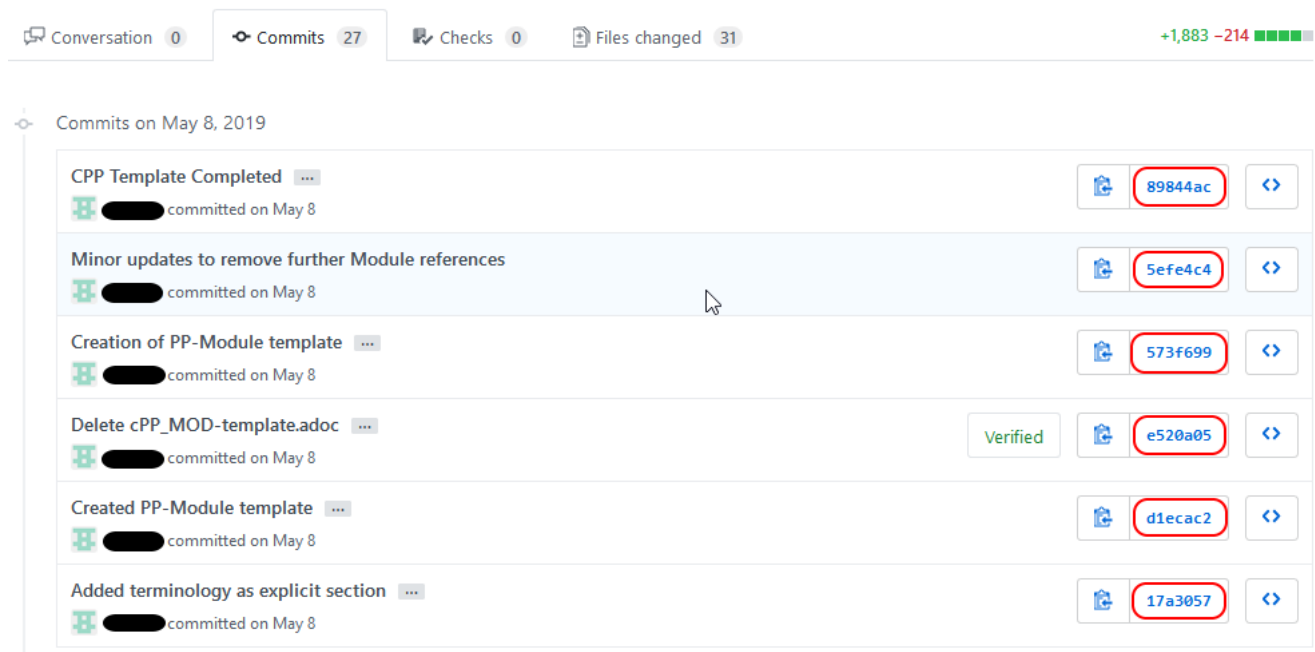 Conversation 0 Commits 27 Checks 0 Files changed 31 +1,883 −214
Commits on May 8, 2019
CPP Template Completed ...
89844ac
committed on May 8
Minor updates to remove further Module references
5efe4c4
committed on May 8
Creation of PP-Module template ...
573f699
committed on May 8
Delete cPP_MOD-template.adoc ...
Verified e520a05
committed on May 8
Created PP-Module template ...
d1ecac2
committed on May 8
Added terminology as explicit section ...
17a3057
committed on May 8